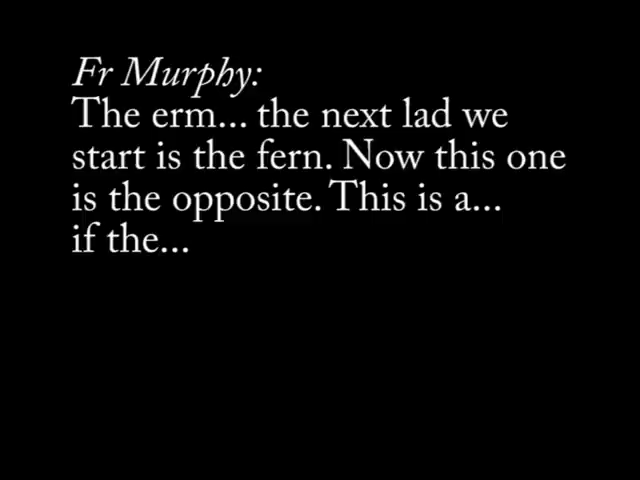 Fr Murphy:
The erm... the next lad we
start is the fern. Now this one
is the opposite. This is a...
if the...